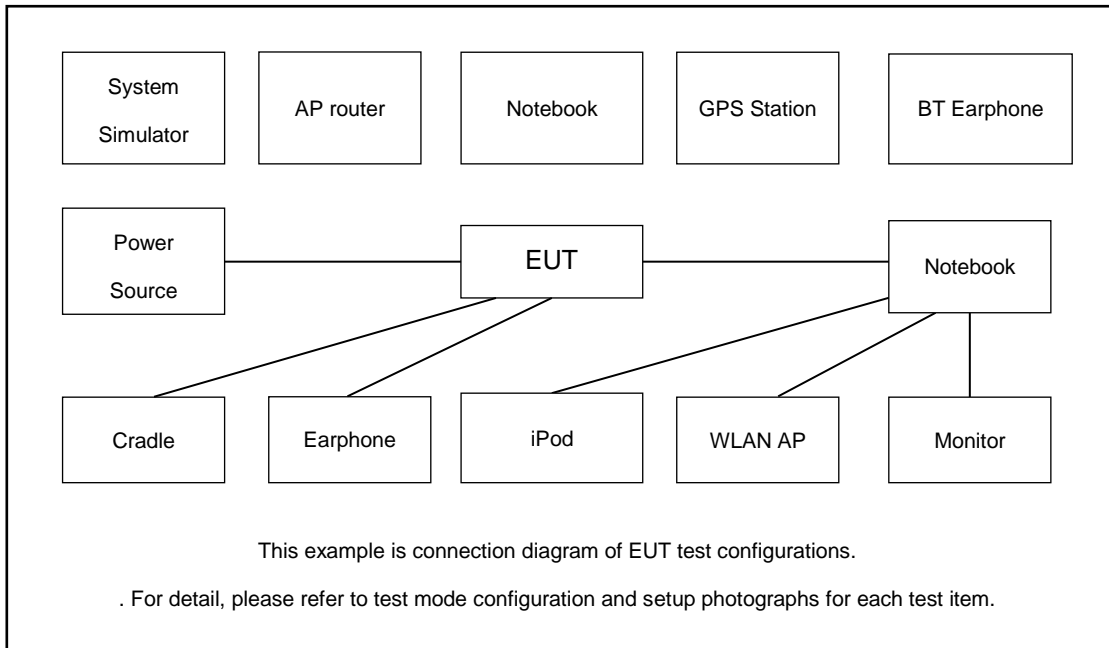 System
Simulator
AP router
Notebook
GPS Station
BT Earphone
Power
Source
EUT
Notebook
Cradle
Earphone
iPod
WLAN AP
Monitor
This example is connection diagram of EUT test configurations.
. For detail, please refer to test mode configuration and setup photographs for each test item.